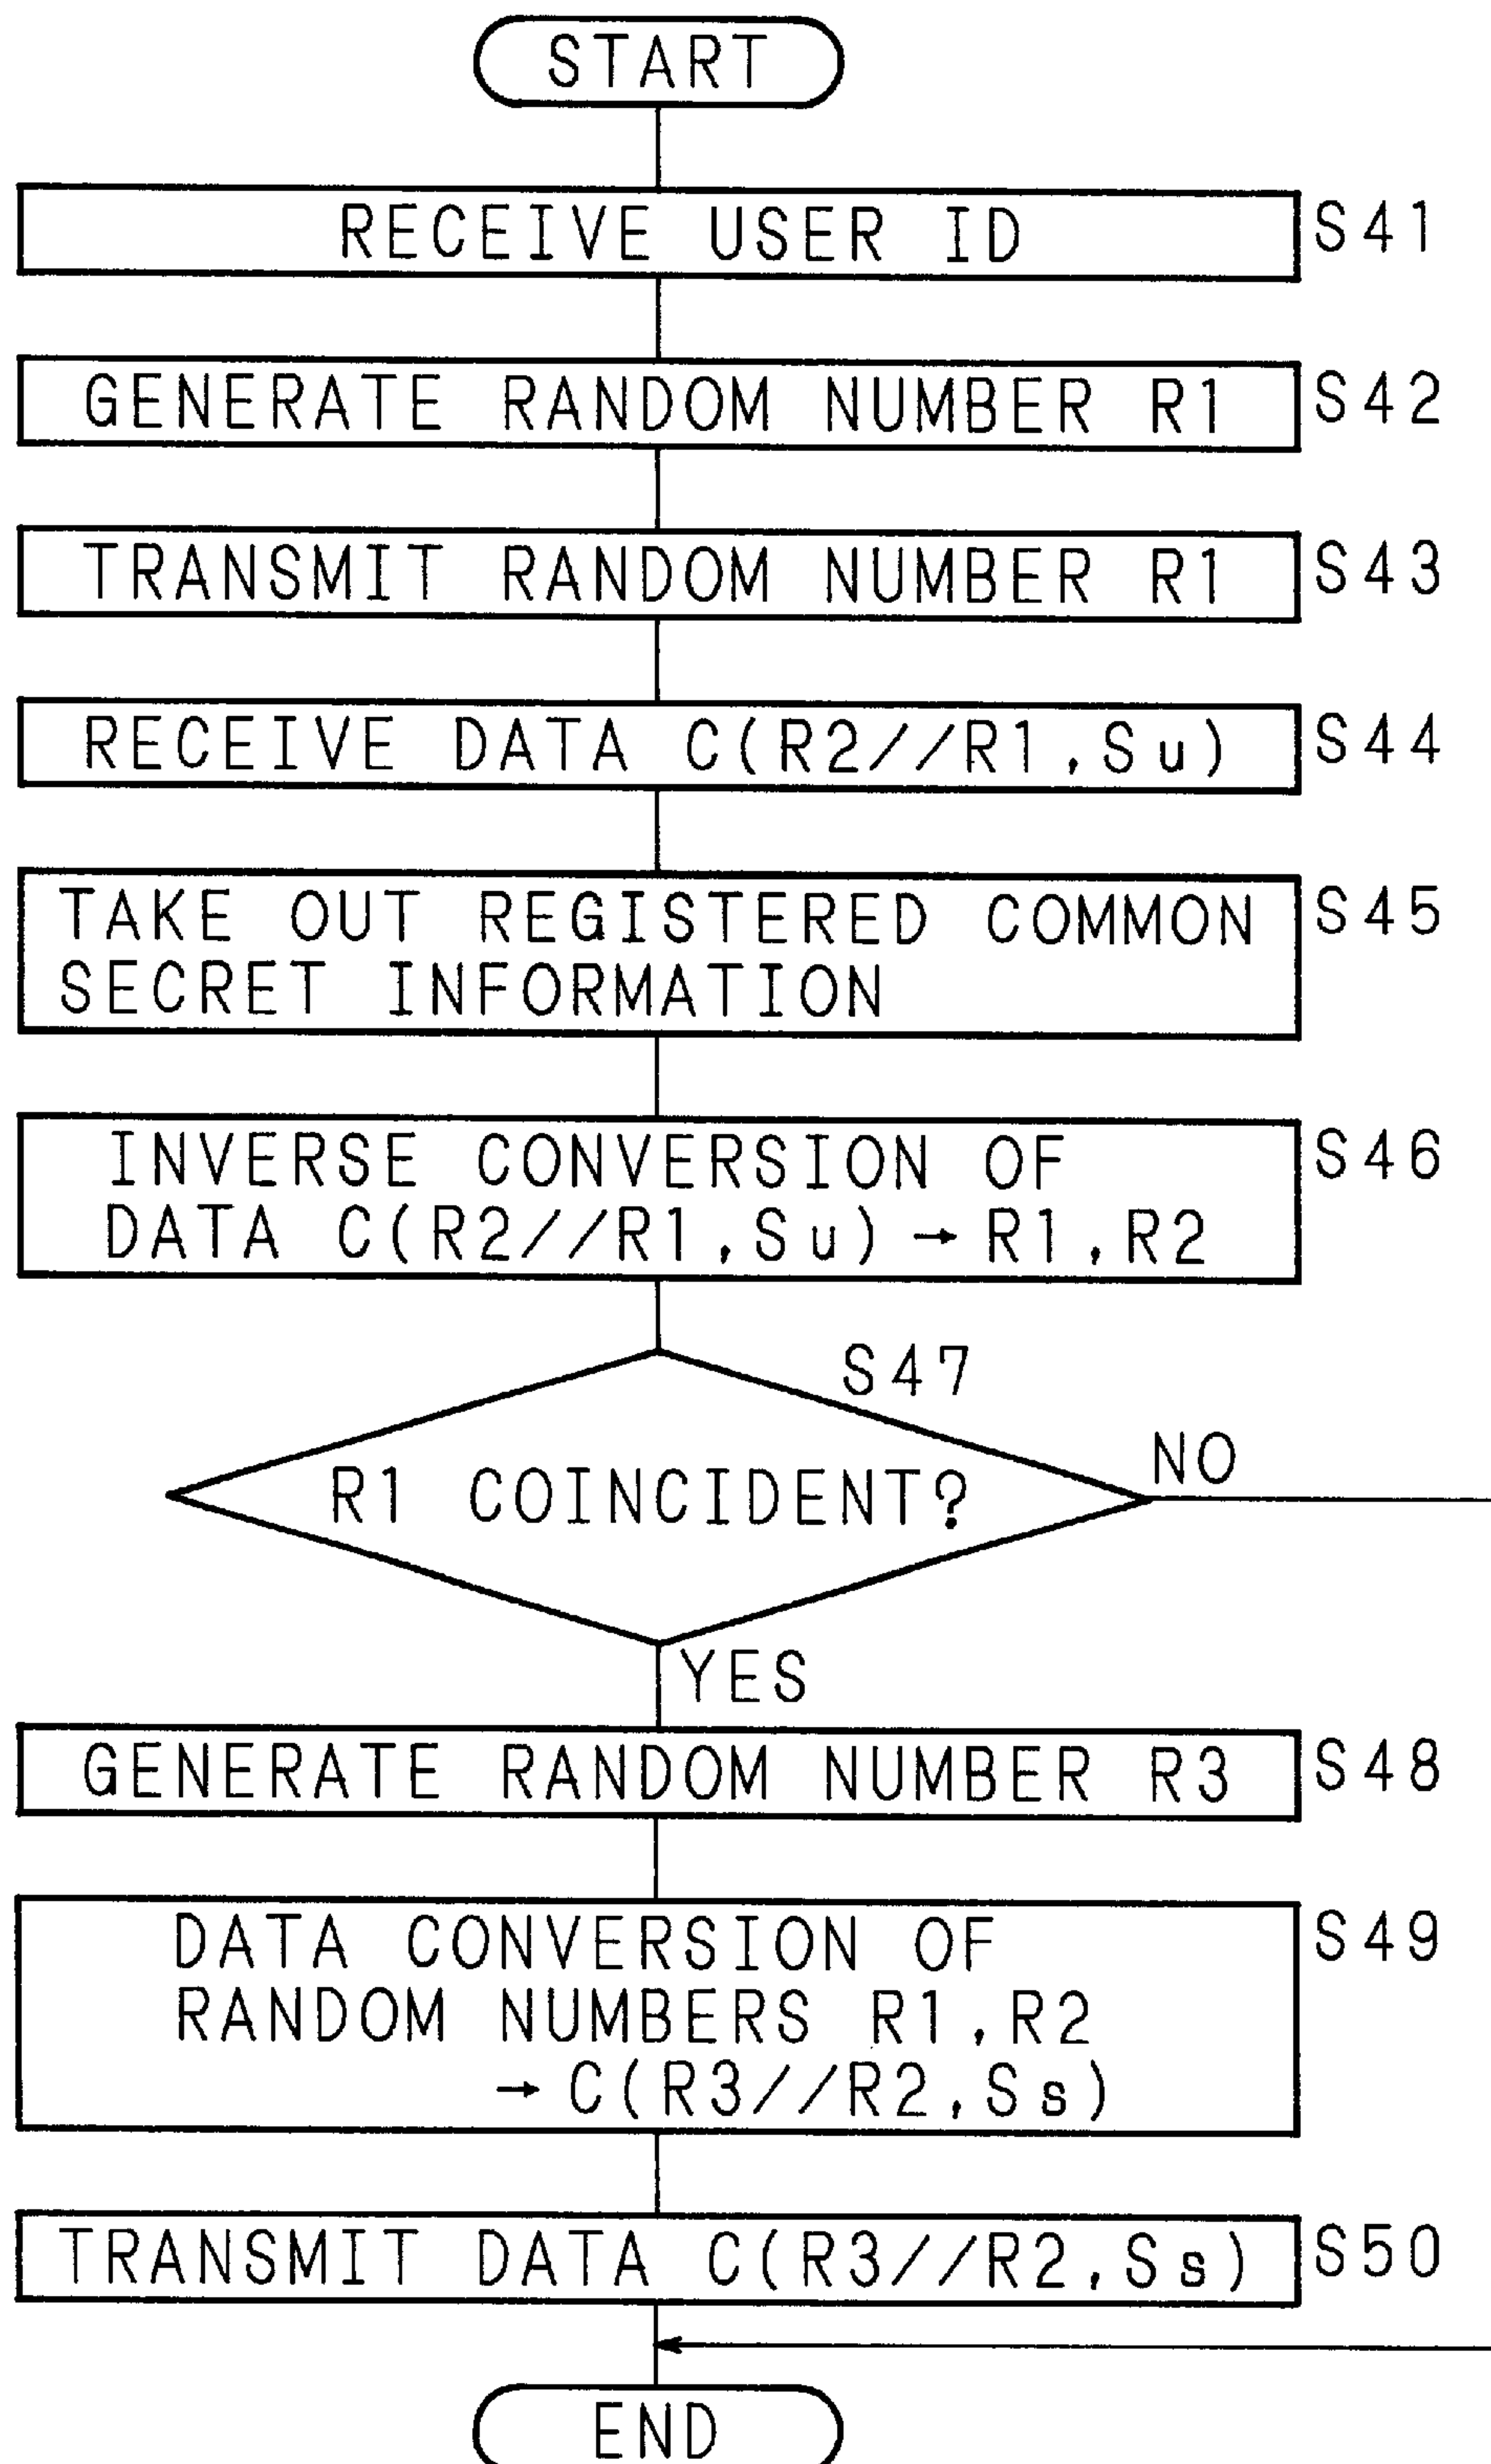 START
RECEIVE USER ID S41
GENERATE RANDOM NUMBER R1 S42
TRANSMIT RANDOM NUMBER R1 S43
RECEIVE DATA C(R2//R1,Su) S44
TAKE OUT REGISTERED COMMON S45
SECRET INFORMATION
INVERSE CONVERSION OF S46
DATA C(R2//R1,Su)→R1,R2
S47
R1 COINCIDENT?
NO
YES
GENERATE RANDOM NUMBER R3 S48
DATA CONVERSION OF S49
RANDOM NUMBERS R1,R2
→C(R3//R2,Ss)
TRANSMIT DATA C(R3//R2,Ss) S50
END